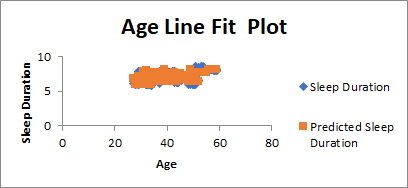 Age Line Fit  Plot
Sleep Duration
10
5
0
0 20 40 60 80
Age
Sleep Duration
Predicted Sleep
Duration